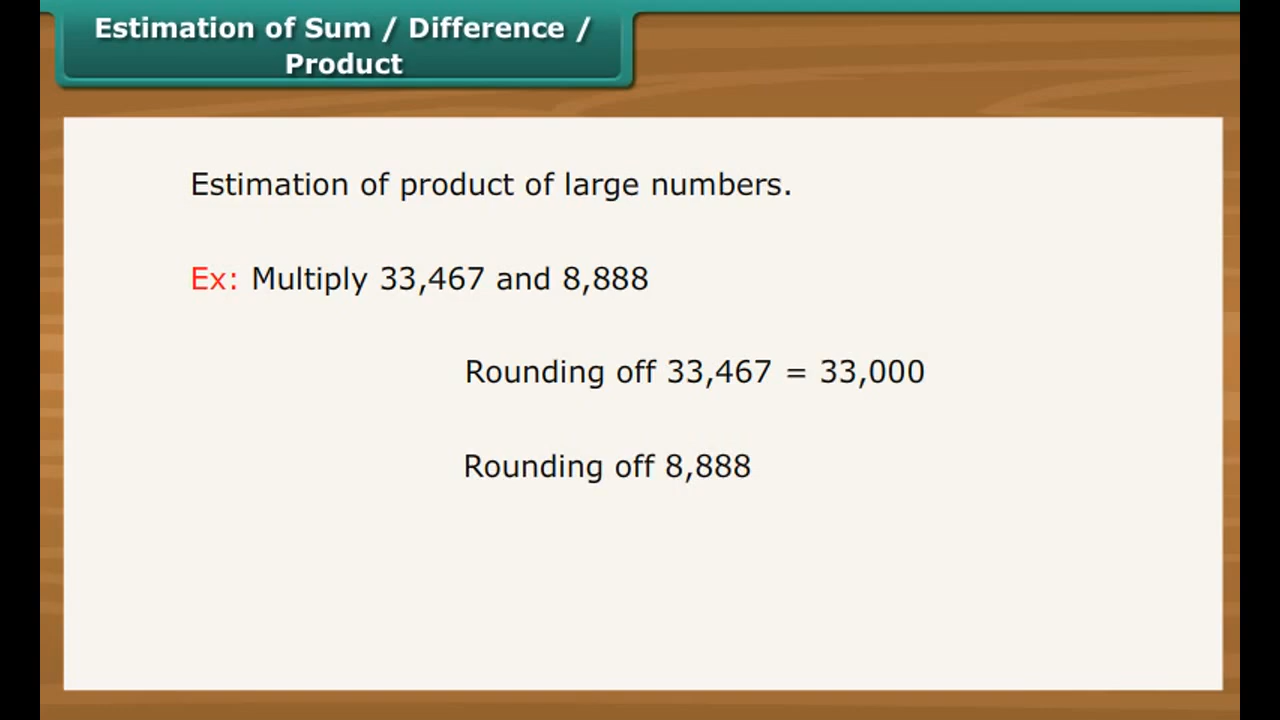 Estimation of Sum / Difference /
Product
Estimation of product of large numbers.
Ex: Multiply 33,467 and 8,888
Rounding off 33,467 = 33,000
Rounding off 8,888